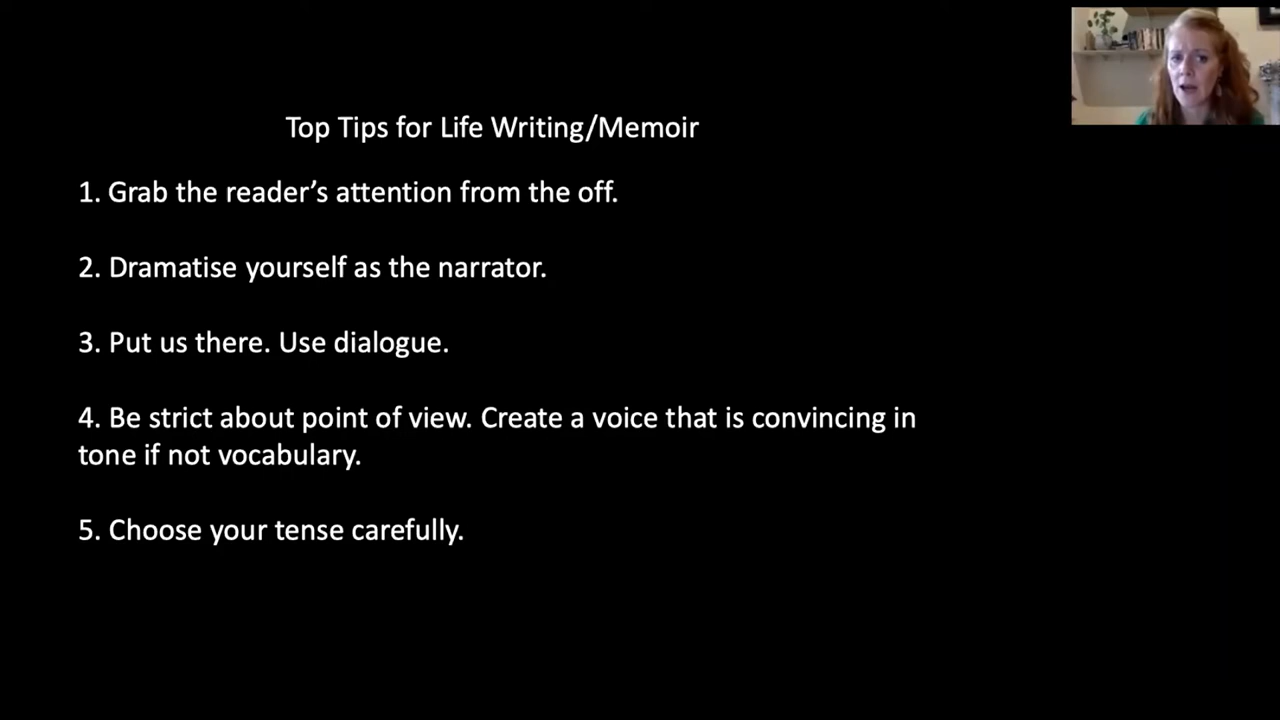 Top Tips for Life Writing/Memoir
1. Grab the reader’s attention from the off.
2. Dramatise yourself as the narrator.
3. Put us there. Use dialogue.
4. Be strict about point of view. Create a voice that is convincing in
tone if not vocabulary.
5. Choose your tense carefully.